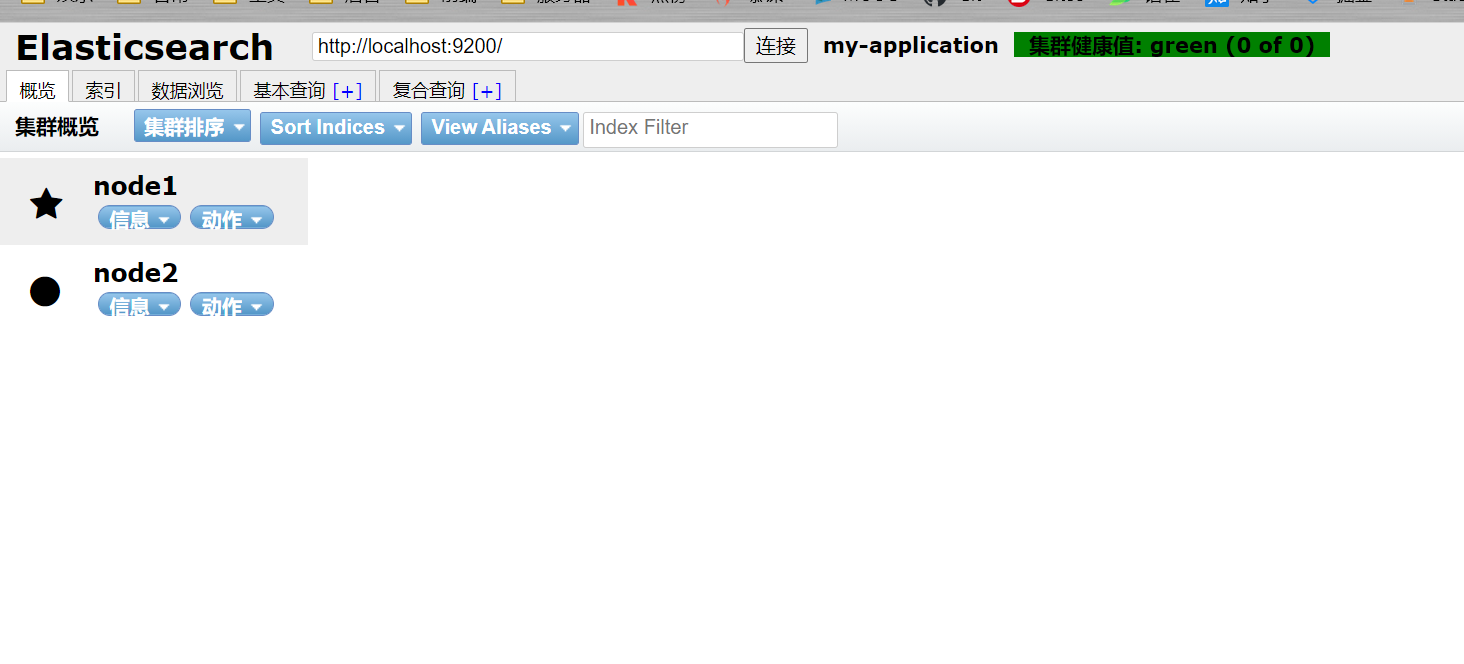 Elasticsearch http://localhost:9200/ 连接 my-application 集群健康值: green (0 of 0)
概览 索引 数据浏览 基本查询 [+] 复合查询 [+]
集群概览 集群排序 Sort Indices View Aliases Index Filter
node1
信息 动作
node2
信息 动作